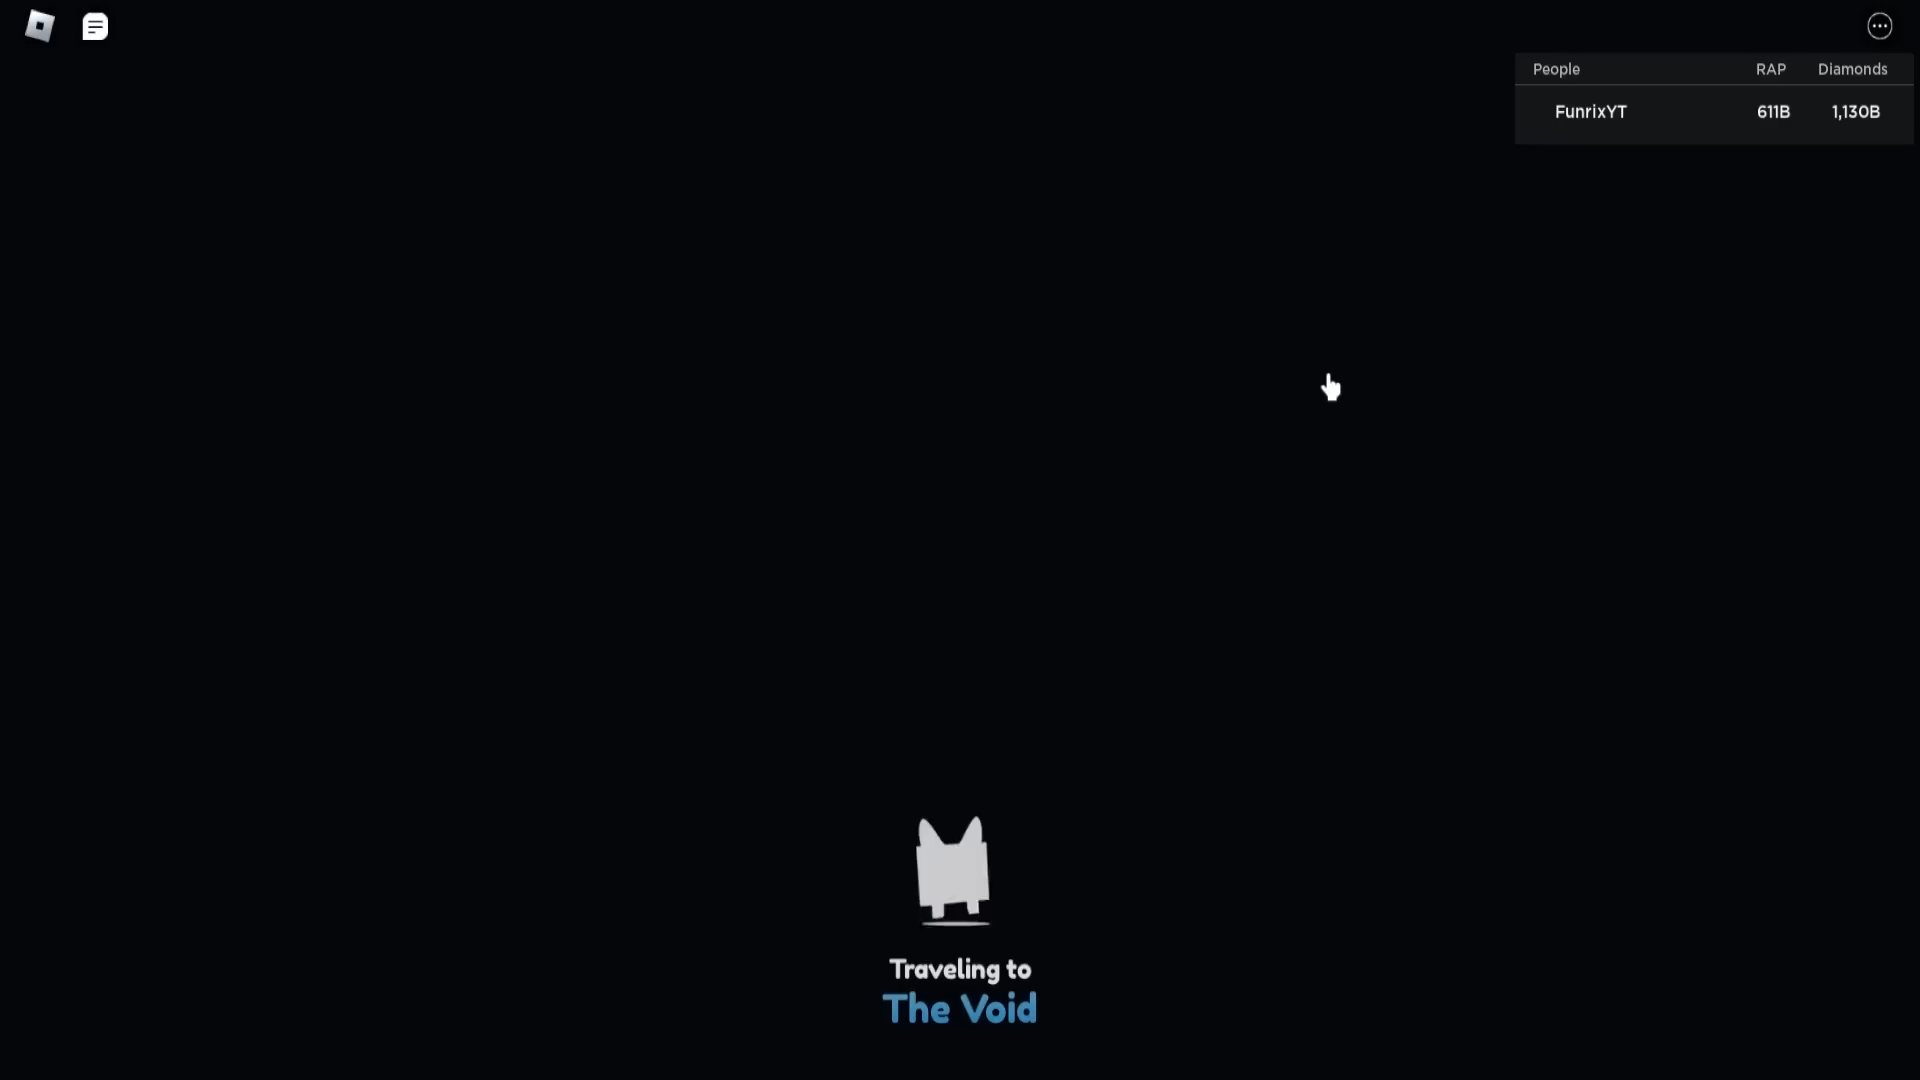 People RAP Diamonds
FunrixYT 611B 1,130B
Traveling to
The Void